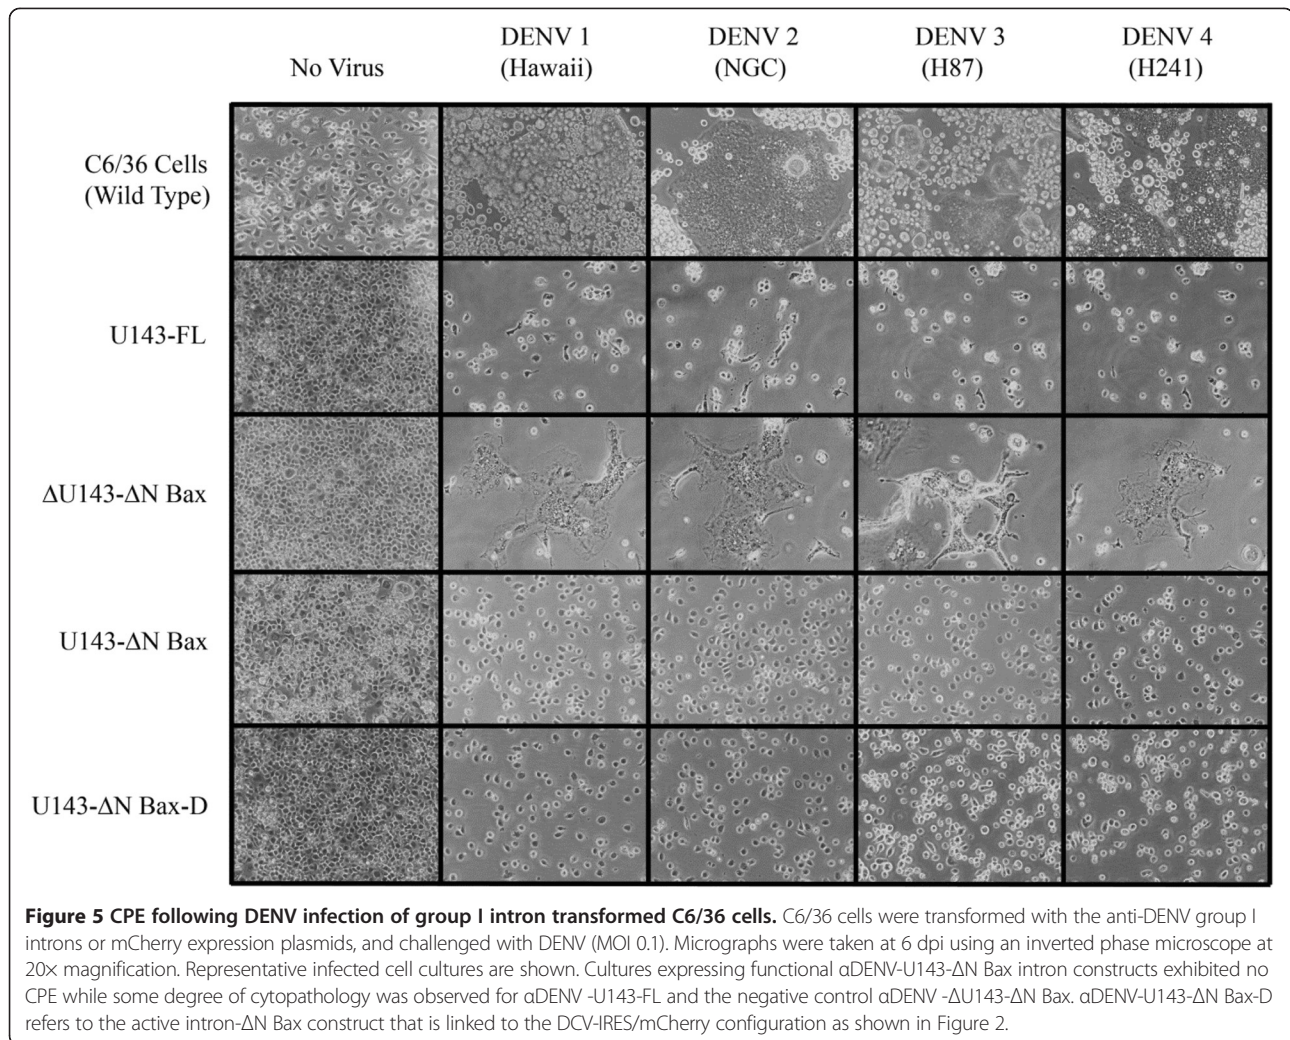 DENV 1
(Hawaii)
DENV 2
(NGC)
DENV 3
(H87)
DENV 4
(H241)
No Virus
C6/36 Cells
(Wild Type)
U143-FL
ΔU143-ΔN Bax
U143-ΔN Bax
U143-ΔN Bax-D
Figure 5 CPE following DENV infection of group I intron transformed C6/36 cells. C6/36 cells were transformed with the anti-DENV group I
introns or mCherry expression plasmids, and challenged with DENV (MOI 0.1). Micrographs were taken at 6 dpi using an inverted phase microscope at
20× magnification. Representative infected cell cultures are shown. Cultures expressing functional αDENV-U143-ΔN Bax intron constructs exhibited no
CPE while some degree of cytopathology was observed for αDENV -U143-FL and the negative control αDENV -ΔU143-ΔN Bax. αDENV-U143-ΔN Bax-D
refers to the active intron-ΔN Bax construct that is linked to the DCV-IRES/mCherry configuration as shown in Figure 2.